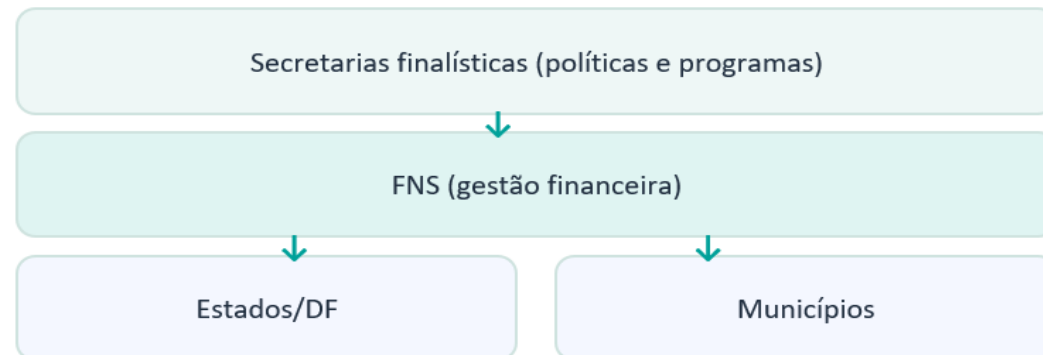 Secretarias finalísticas (políticas e programas)
FNS (gestão financeira)
Estados/DF
Municípios